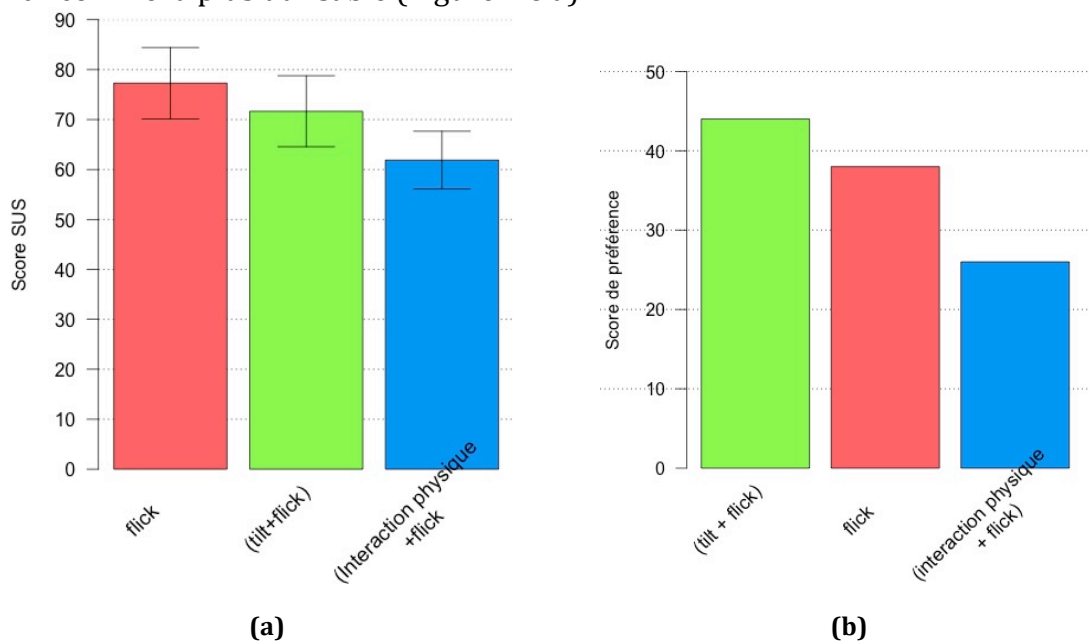 90
80
70
60
50
40
30
20
10
0
Score SUS
flick
(tilt+flick)
(Interaction physique
+flick
(a)
50
40
30
20
10
0
Score de préférence
(tilt + flick)
flick
(interaction physique
+ flick)
(b)